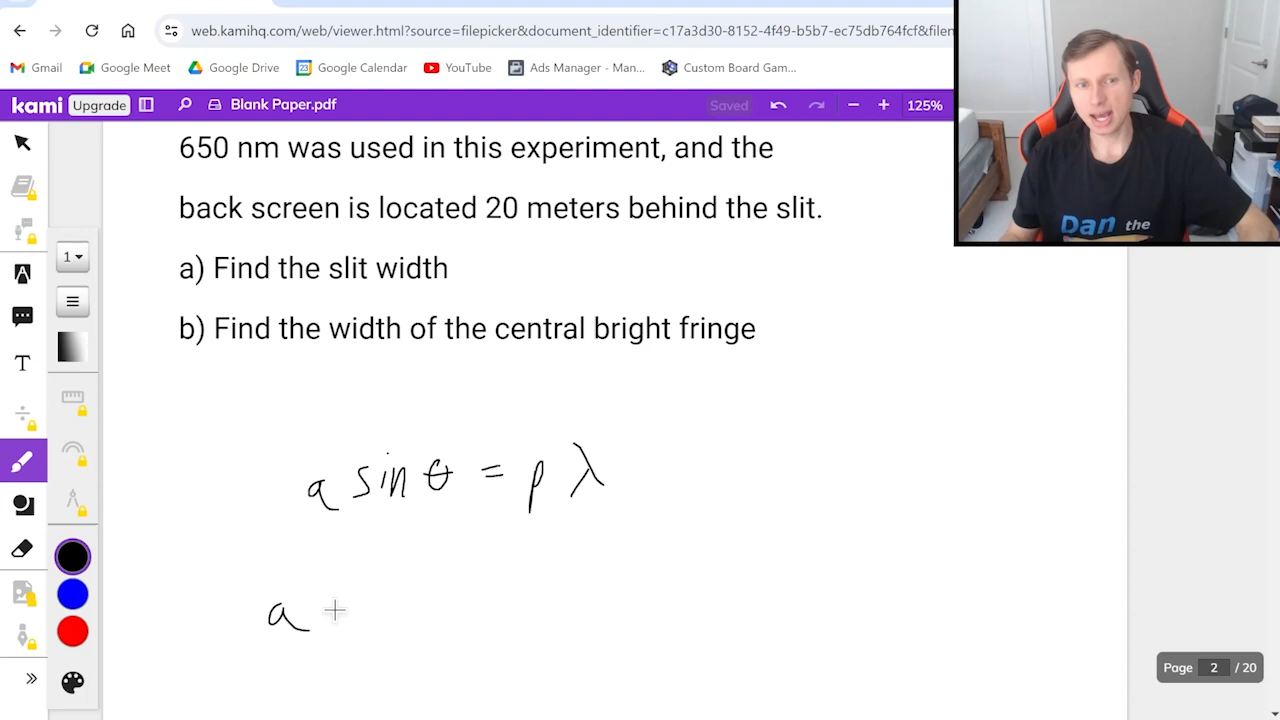 web.kamihq.com/web/viewer.html?source=filepicker&document_identifier=c17a3d30-8152-4f49-b5b7-ec75db764fcf&filen
Gmail Google Meet Google Drive 23 Google Calendar YouTube Ads Manager - Man... Custom Board Gam...
kami Upgrade Blank Paper.pdf Saved 125%
650 nm was used in this experiment, and the
back screen is located 20 meters behind the slit.
a) Find the slit width
b) Find the width of the central bright fringe
a sin θ = p λ
a
1
A
T
Dan the
Page 2 / 20